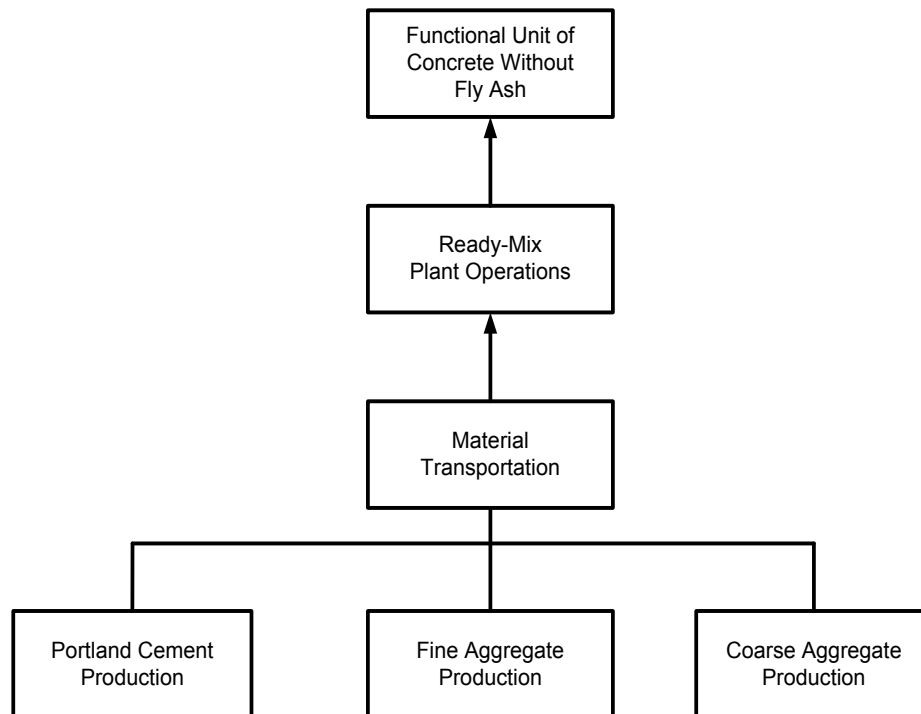 Functional Unit of
Concrete Without
Fly Ash
Ready-Mix
Plant Operations
Material
Transportation
Portland Cement
Production
Fine Aggregate
Production
Coarse Aggregate
Production